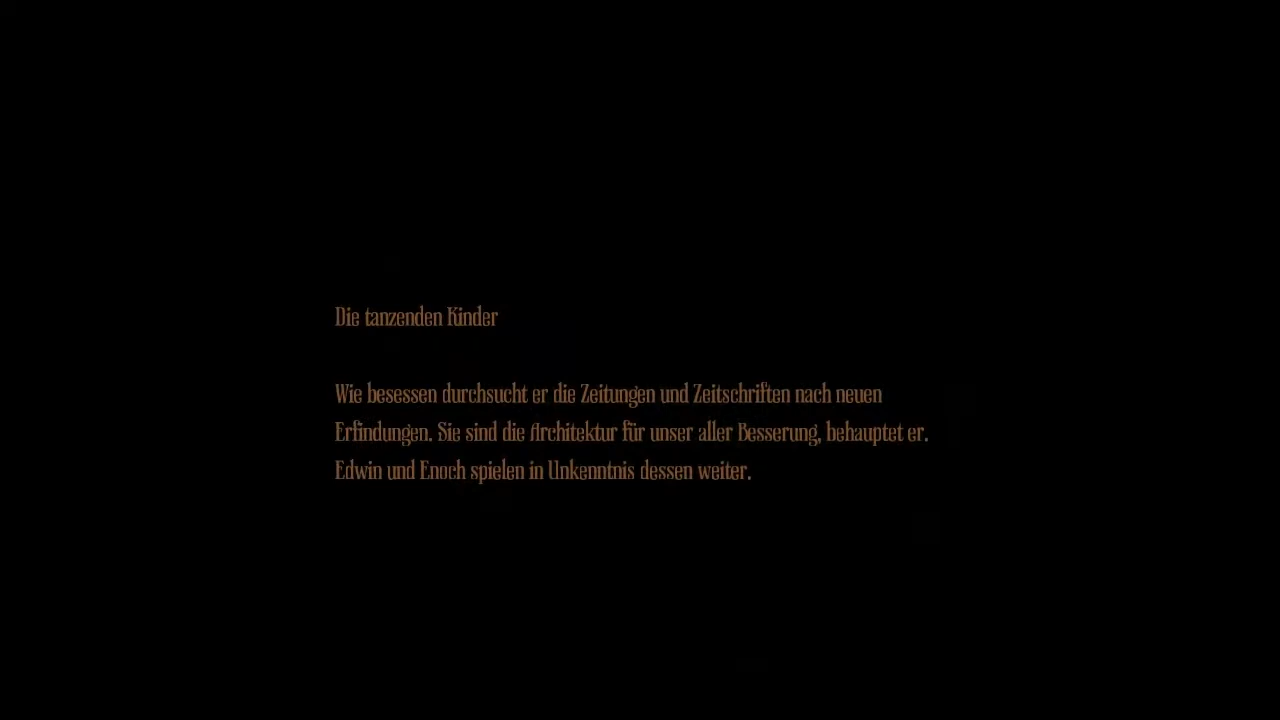 Die tanzenden Kinder
Wie besessen durchsucht er die Zeitungen und Zeitschriften nach neuen
Erfindungen. Sie sind die Architektur für unser aller Besserung, behauptet er.
Edwin und Enoch spielen in Unkenntnis dessen weiter.